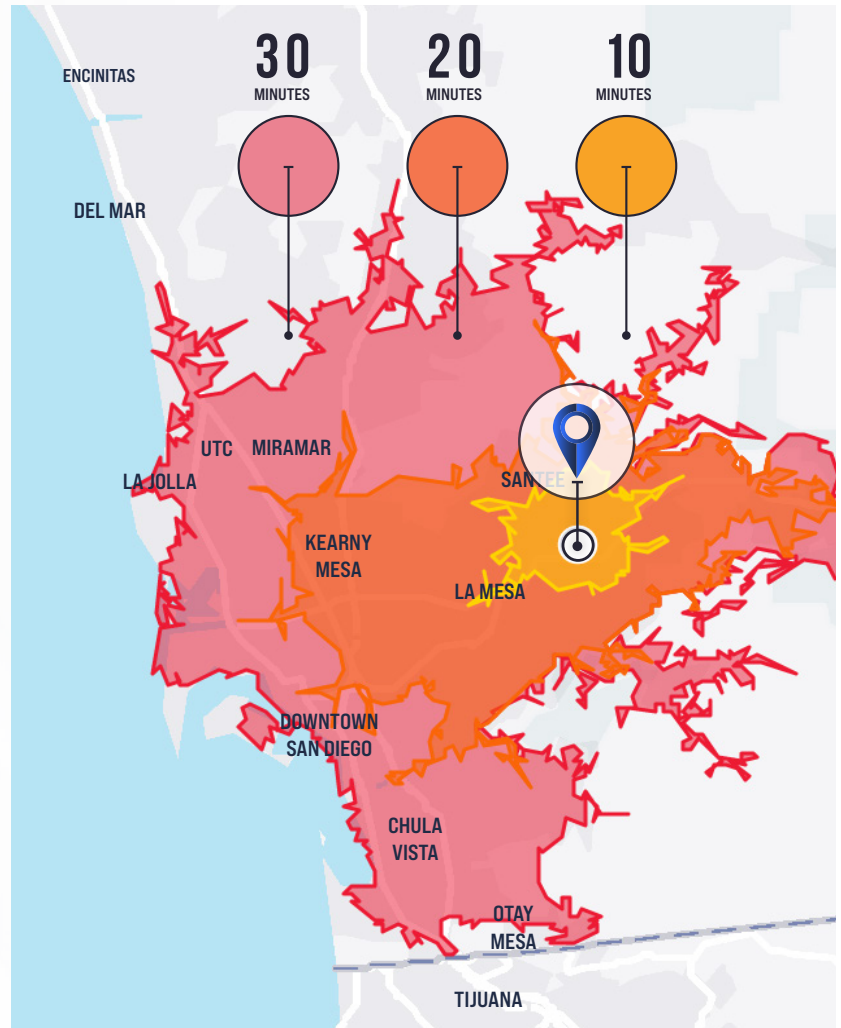 30
MINUTES
20
MINUTES
10
MINUTES
ENCINITAS
DEL MAR
UTC
MIRAMAR
LA JOLLA
SANTEE
KEARNY
MESA
LA MESA
DOWNTOWN
SAN DIEGO
CHULA
VISTA
OTAY
MESA
TIJUANA